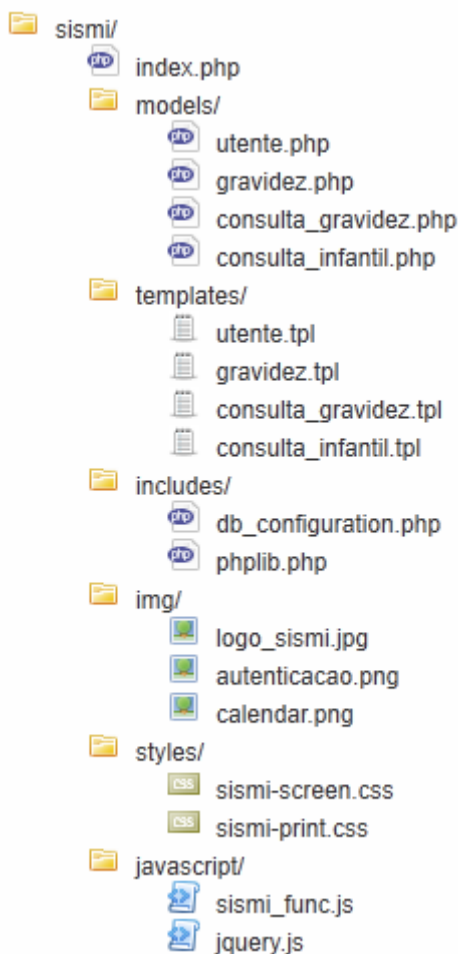 sismi/
index.php
models/
utente.php
gravidez.php
consulta_gravidez.php
consulta_infantil.php
templates/
utente.tpl
gravidez.tpl
consulta_gravidez.tpl
consulta_infantil.tpl
includes/
db_configuration.php
phplib.php
img/
logo_sismi.jpg
autenticacao.png
calendar.png
styles/
sismi-screen.css
sismi-print.css
javascript/
sismi_func.js
jquery.js